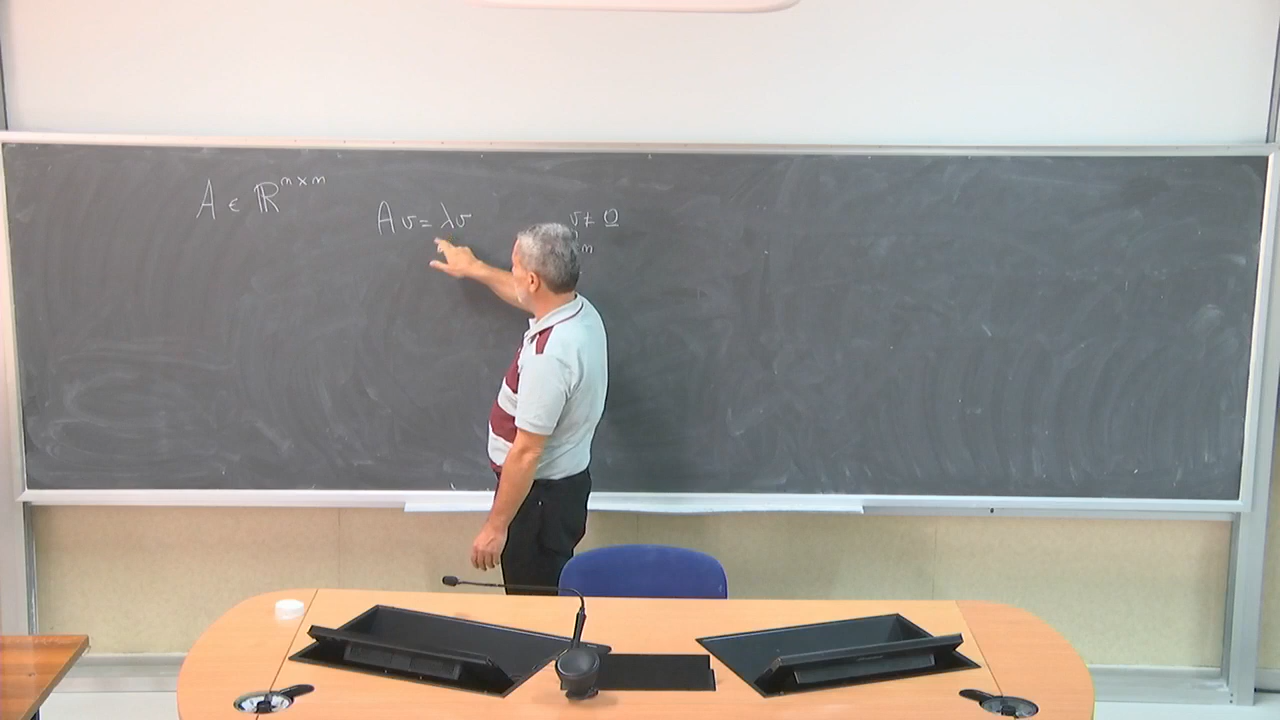 A ∈ ℝ^{m×m}
Av = λv v ≠ 0
m